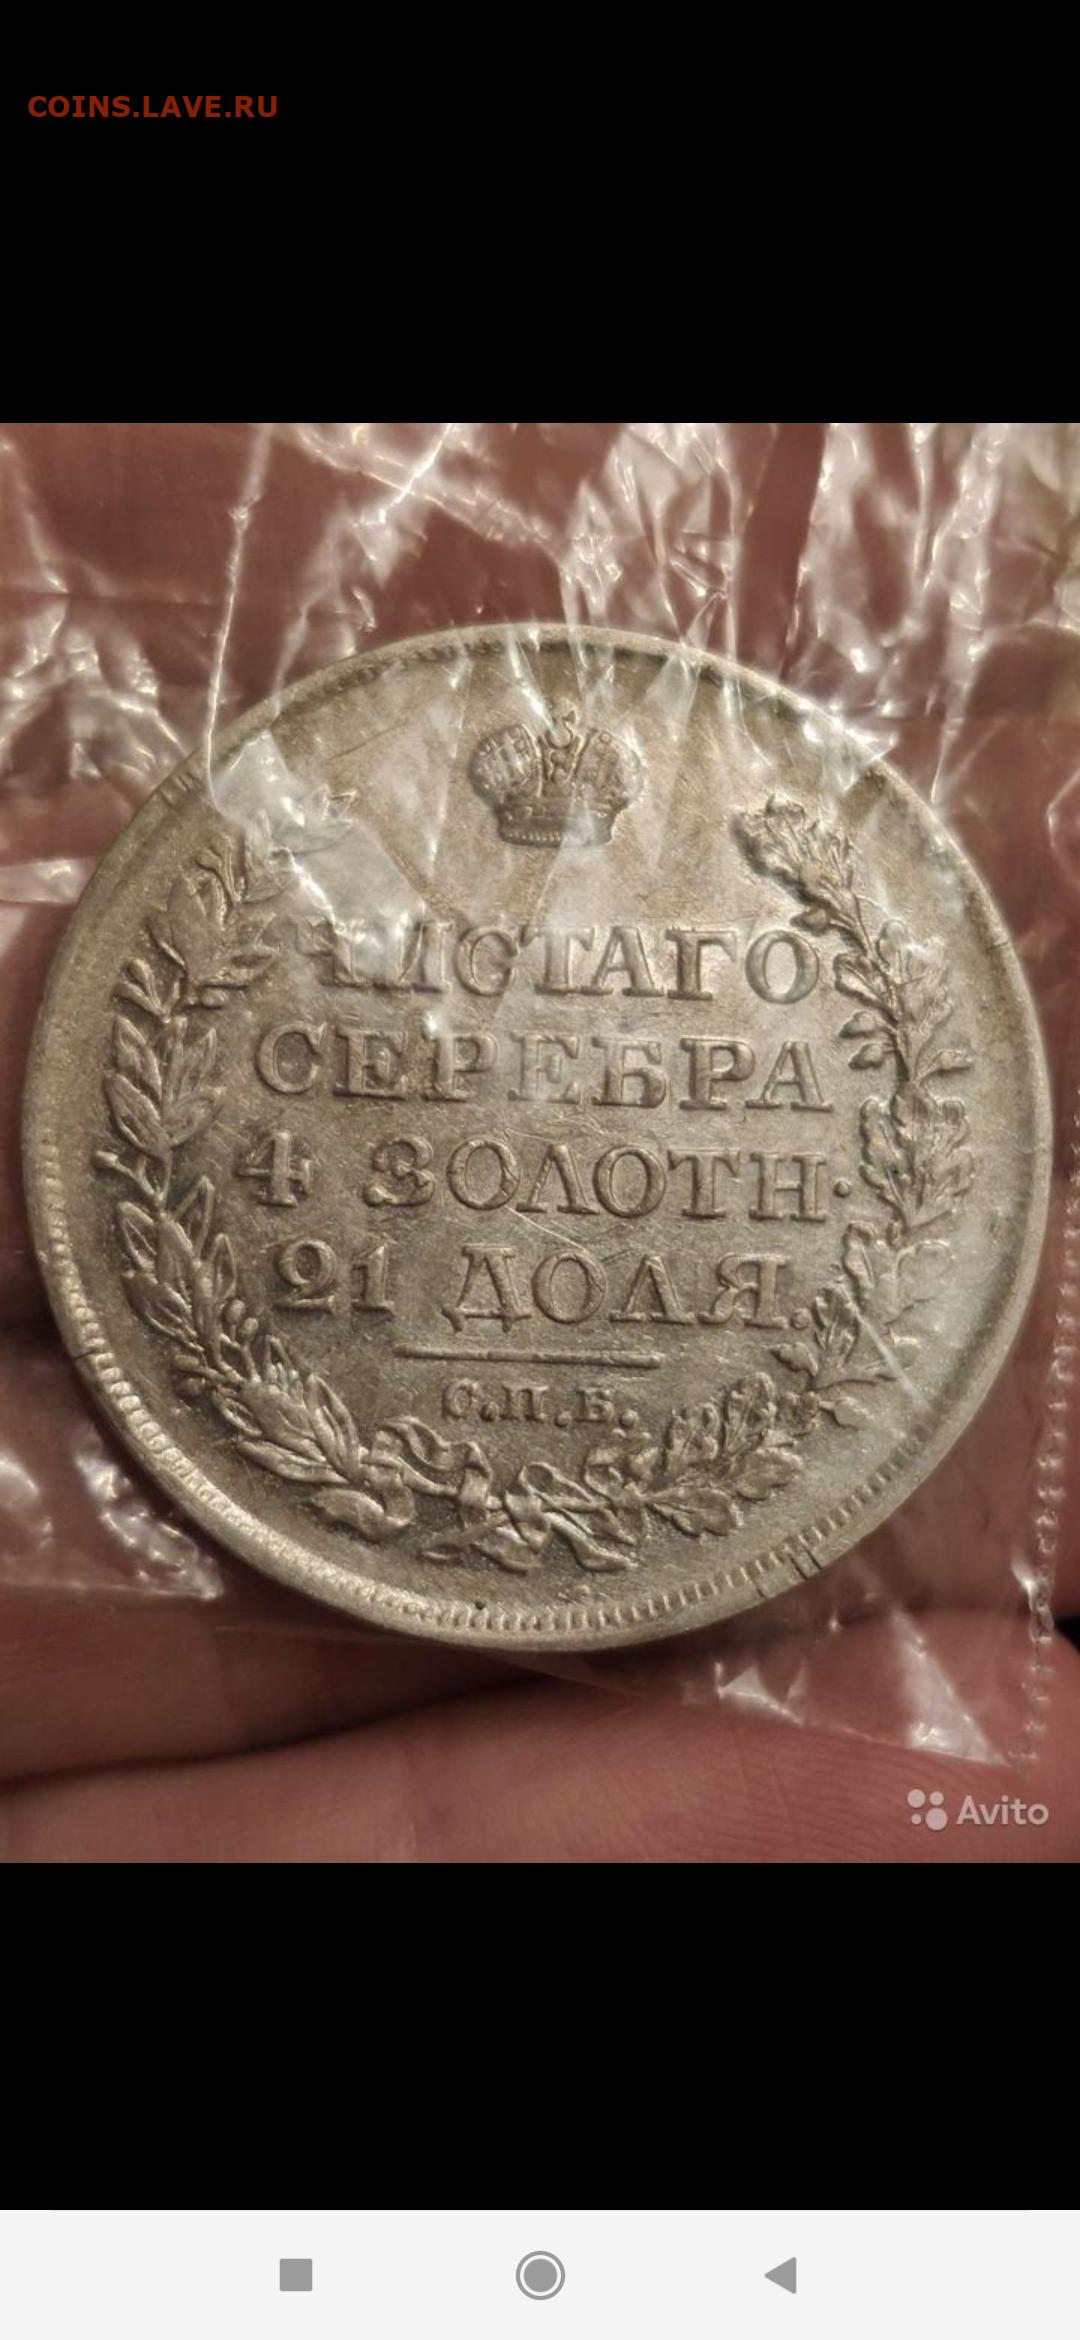 COINS.LAVE.RU
ЧИСТАГО
СЕРЕБРА
4 ЗОЛОТН.
21 ДОЛЯ.
С.П.Б.
Avito